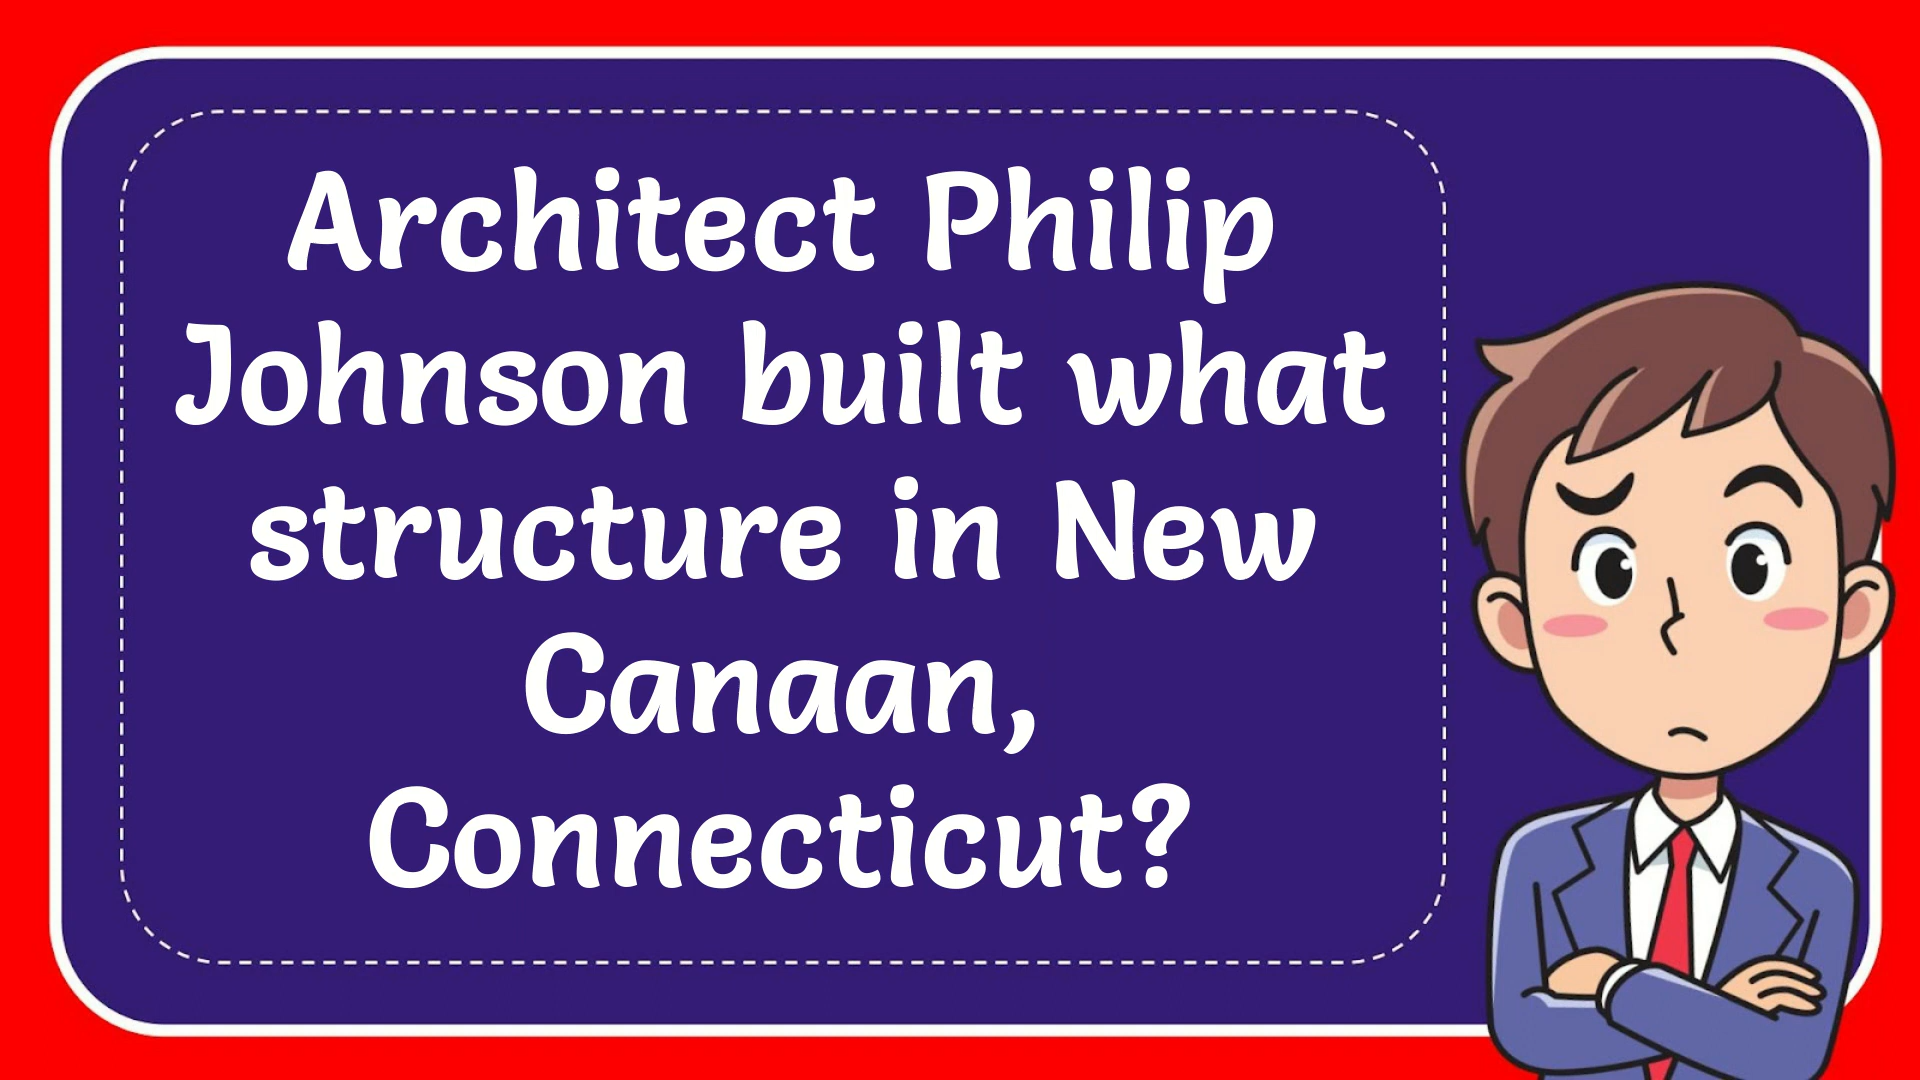 Architect Philip
Johnson built what
structure in New
Canaan,
Connecticut?